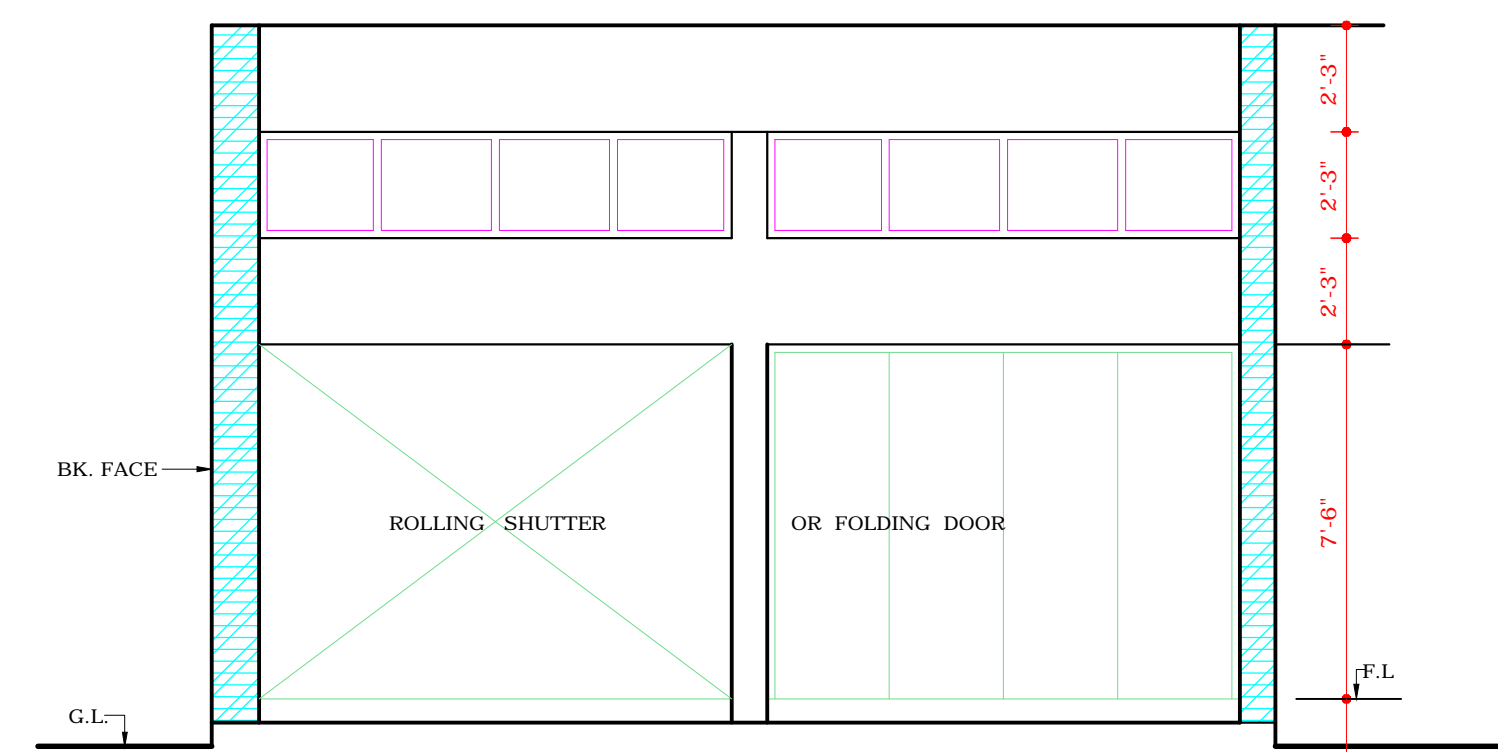 2'-3"
2'-3"
2'-3"
BK. FACE
ROLLING SHUTTER OR FOLDING DOOR
7'-6"
F.L
G.L.